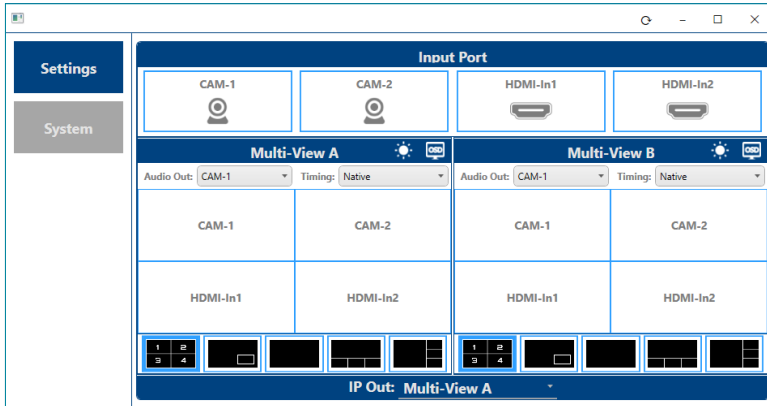 Settings
System
Input Port
CAM-1 CAM-2 HDMI-In1 HDMI-In2
Multi-View A OSD
Audio Out: CAM-1 Timing: Native
CAM-1 CAM-2
HDMI-In1 HDMI-In2
1 2
3 4
Multi-View B OSD
Audio Out: CAM-1 Timing: Native
CAM-1 CAM-2
HDMI-In1 HDMI-In2
1 2
3 4
IP Out: Multi-View A